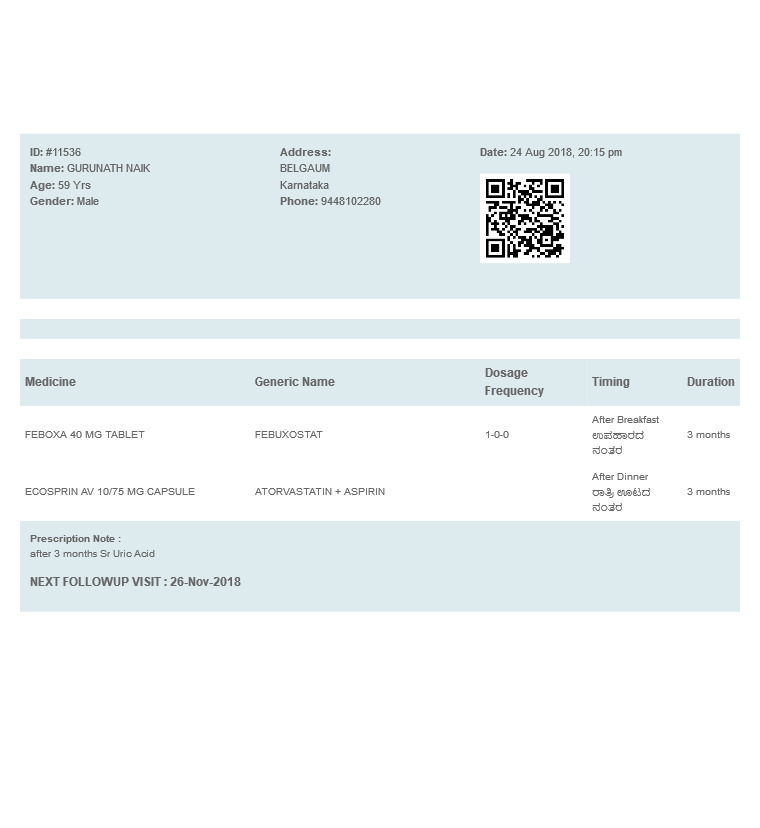 ID: #11536
Name: GURUNATH NAIK
Age: 59 Yrs
Gender: Male
Address:
BELGAUM
Karnataka
Phone: 9448102280
Date: 24 Aug 2018, 20:15 pm
Medicine Generic Name Dosage Frequency Timing Duration
FEBOXA 40 MG TABLET FEBUXOSTAT 1-0-0 After Breakfast 3 months
ಉಪಹಾರದ
ನಂತರ
ECOSPRIN AV 10/75 MG CAPSULE ATORVASTATIN + ASPIRIN After Dinner 3 months
ರಾತ್ರಿ ಊಟದ
ನಂತರ
Prescription Note :
after 3 months Sr Uric Acid
NEXT FOLLOWUP VISIT : 26-Nov-2018